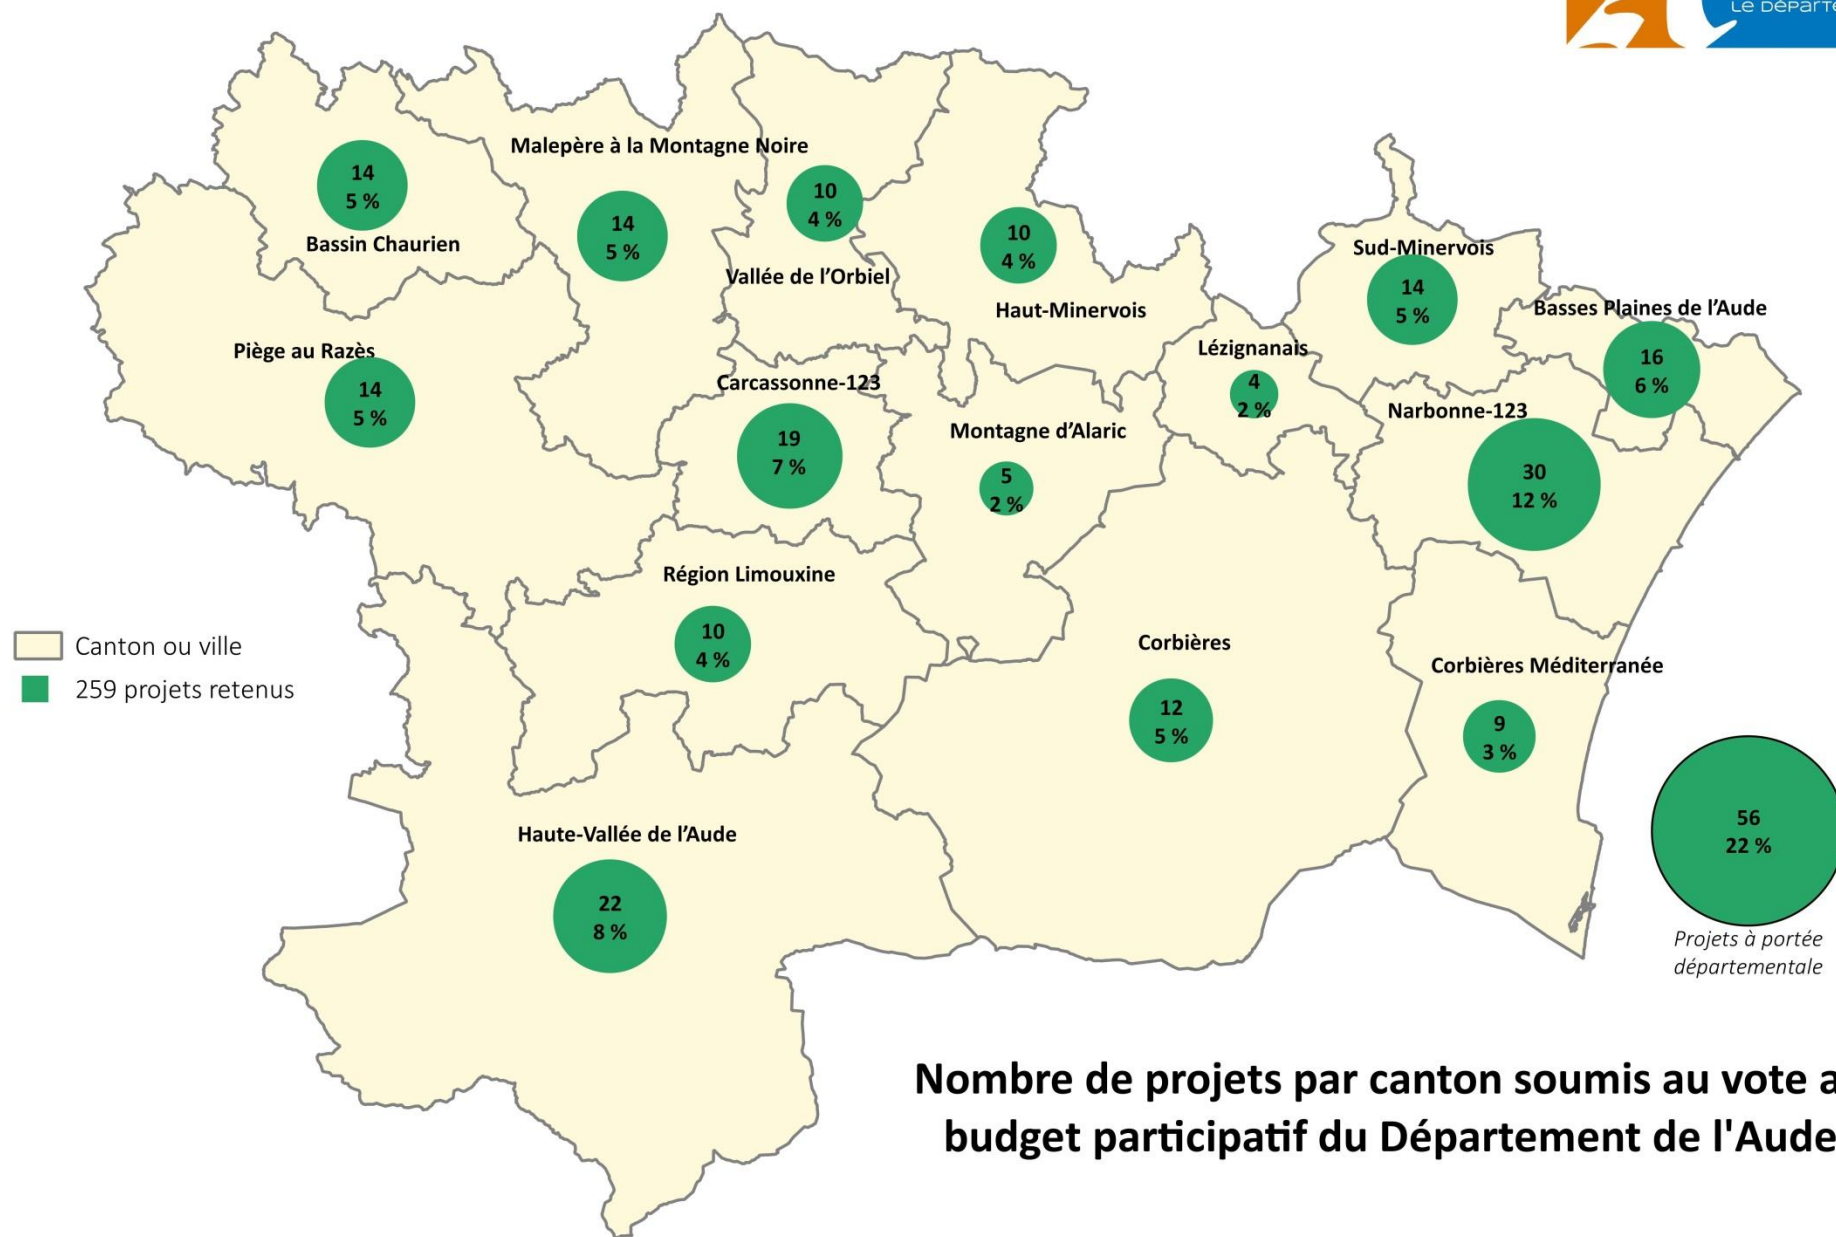 Le Départe
Malepère à la Montagne Noire
14
5 %
Bassin Chaurien
14
5 %
10
4 %
Vallée de l’Orbiel
10
4 %
Haut-Minervois
Sud-Minervois
14
5 %
Basses Plaines de l’Aude
16
6 %
Piège au Razès
14
5 %
Carcassonne-123
19
7 %
Lézignanais
4
2 %
Montagne d’Alaric
5
2 %
Narbonne-123
30
12 %
Région Limouxine
10
4 %
Corbières
12
5 %
Corbières Méditerranée
9
3 %
Canton ou ville
259 projets retenus
Haute-Vallée de l’Aude
22
8 %
56
22 %
Projets à portée
départementale
Nombre de projets par canton soumis au vote a
budget participatif du Département de l'Aude